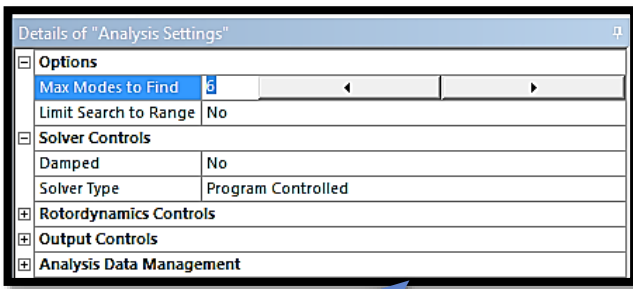 Details of "Analysis Settings"
Options
Max Modes to Find 6
Limit Search to Range No
Solver Controls
Damped No
Solver Type Program Controlled
Rotordynamics Controls
Output Controls
Analysis Data Management